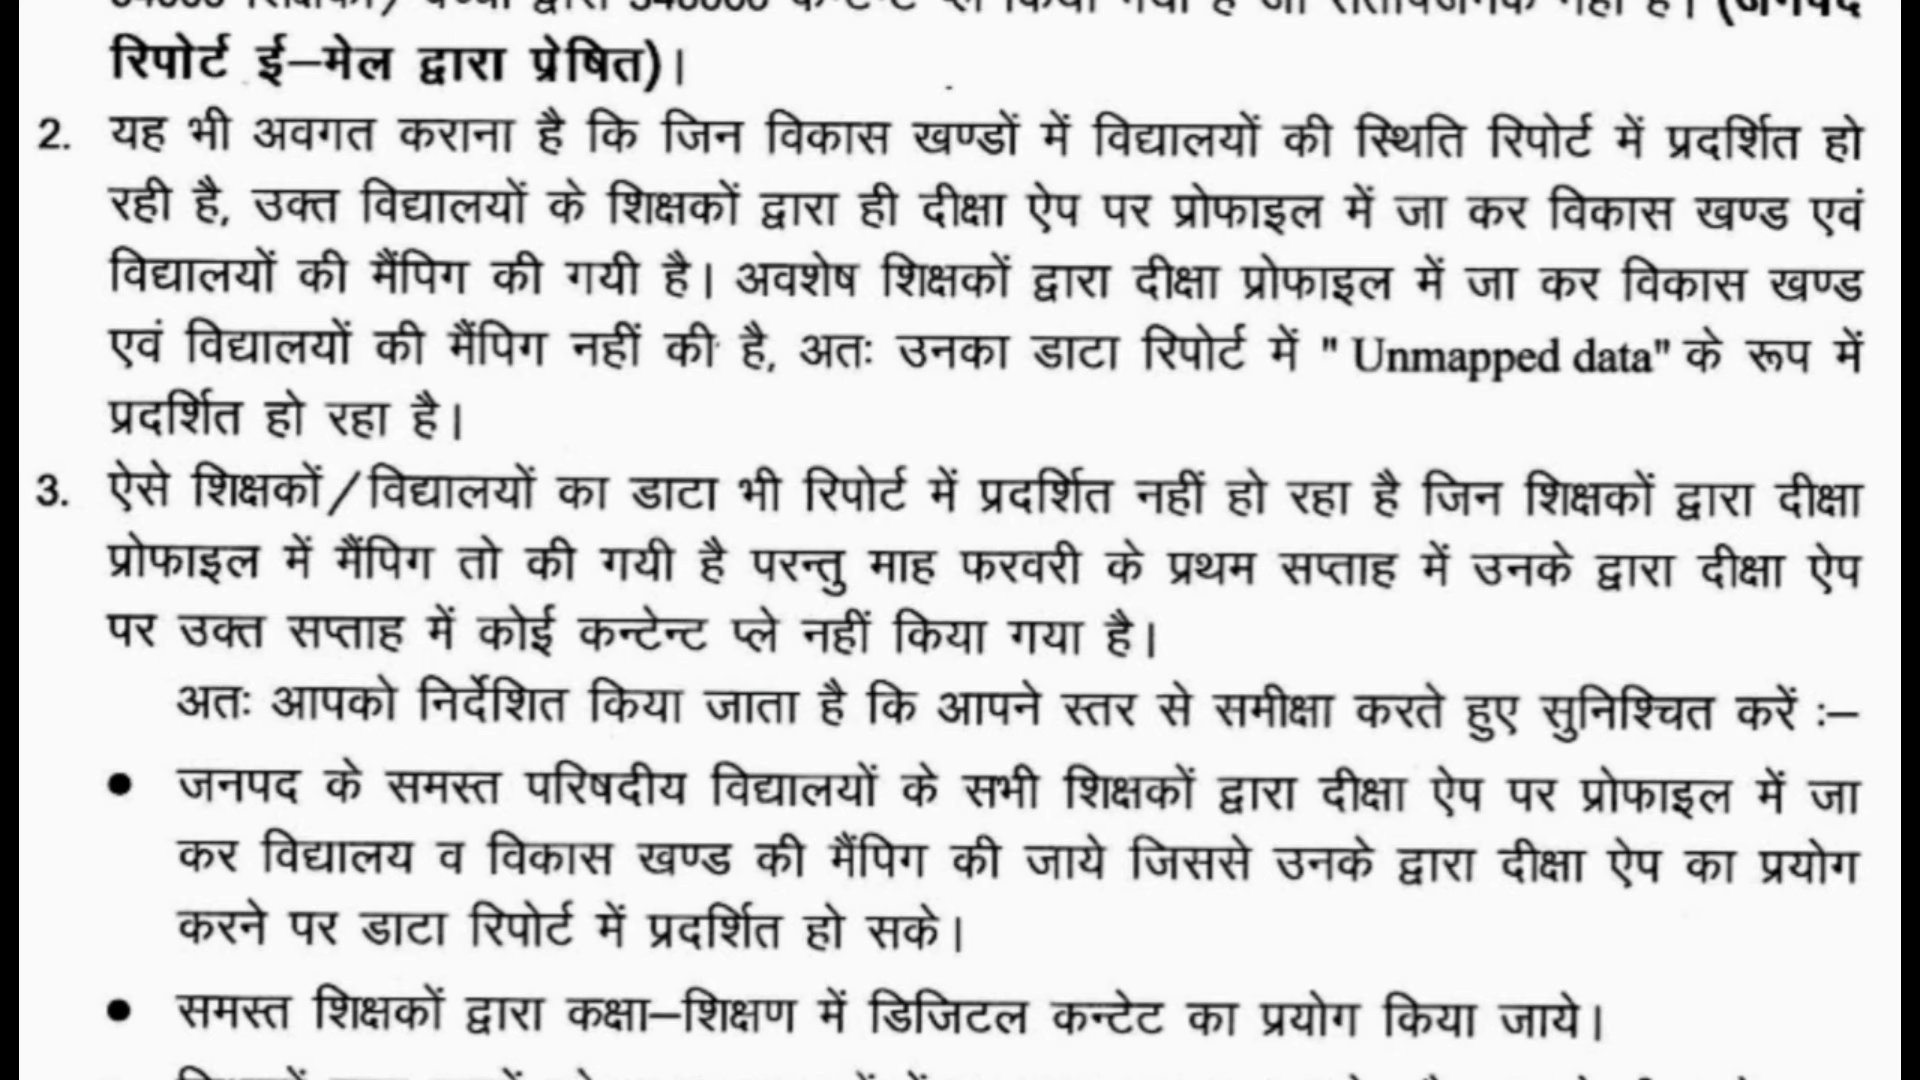 द्वारा किया गया है जो नहीं है। (जनपद
रिपोर्ट ई–मेल द्वारा प्रेषित)।
2. यह भी अवगत कराना है कि जिन विकास खण्डों में विद्यालयों की स्थिति रिपोर्ट में प्रदर्शित हो
रही है, उक्त विद्यालयों के शिक्षकों द्वारा ही दीक्षा ऐप पर प्रोफाइल में जा कर विकास खण्ड एवं
विद्यालयों की मैंपिग की गयी है। अवशेष शिक्षकों द्वारा दीक्षा प्रोफाइल में जा कर विकास खण्ड
एवं विद्यालयों की मैंपिग नहीं की है, अतः उनका डाटा रिपोर्ट में " Unmapped data" के रूप में
प्रदर्शित हो रहा है।
3. ऐसे शिक्षकों/विद्यालयों का डाटा भी रिपोर्ट में प्रदर्शित नहीं हो रहा है जिन शिक्षकों द्वारा दीक्षा
प्रोफाइल में मैंपिग तो की गयी है परन्तु माह फरवरी के प्रथम सप्ताह में उनके द्वारा दीक्षा ऐप
पर उक्त सप्ताह में कोई कन्टेन्ट प्ले नहीं किया गया है।
अतः आपको निर्देशित किया जाता है कि आपने स्तर से समीक्षा करते हुए सुनिश्चित करें :–
● जनपद के समस्त परिषदीय विद्यालयों के सभी शिक्षकों द्वारा दीक्षा ऐप पर प्रोफाइल में जा
कर विद्यालय व विकास खण्ड की मैंपिग की जाये जिससे उनके द्वारा दीक्षा ऐप का प्रयोग
करने पर डाटा रिपोर्ट में प्रदर्शित हो सके।
● समस्त शिक्षकों द्वारा कक्षा–शिक्षण में डिजिटल कन्टेट का प्रयोग किया जाये।